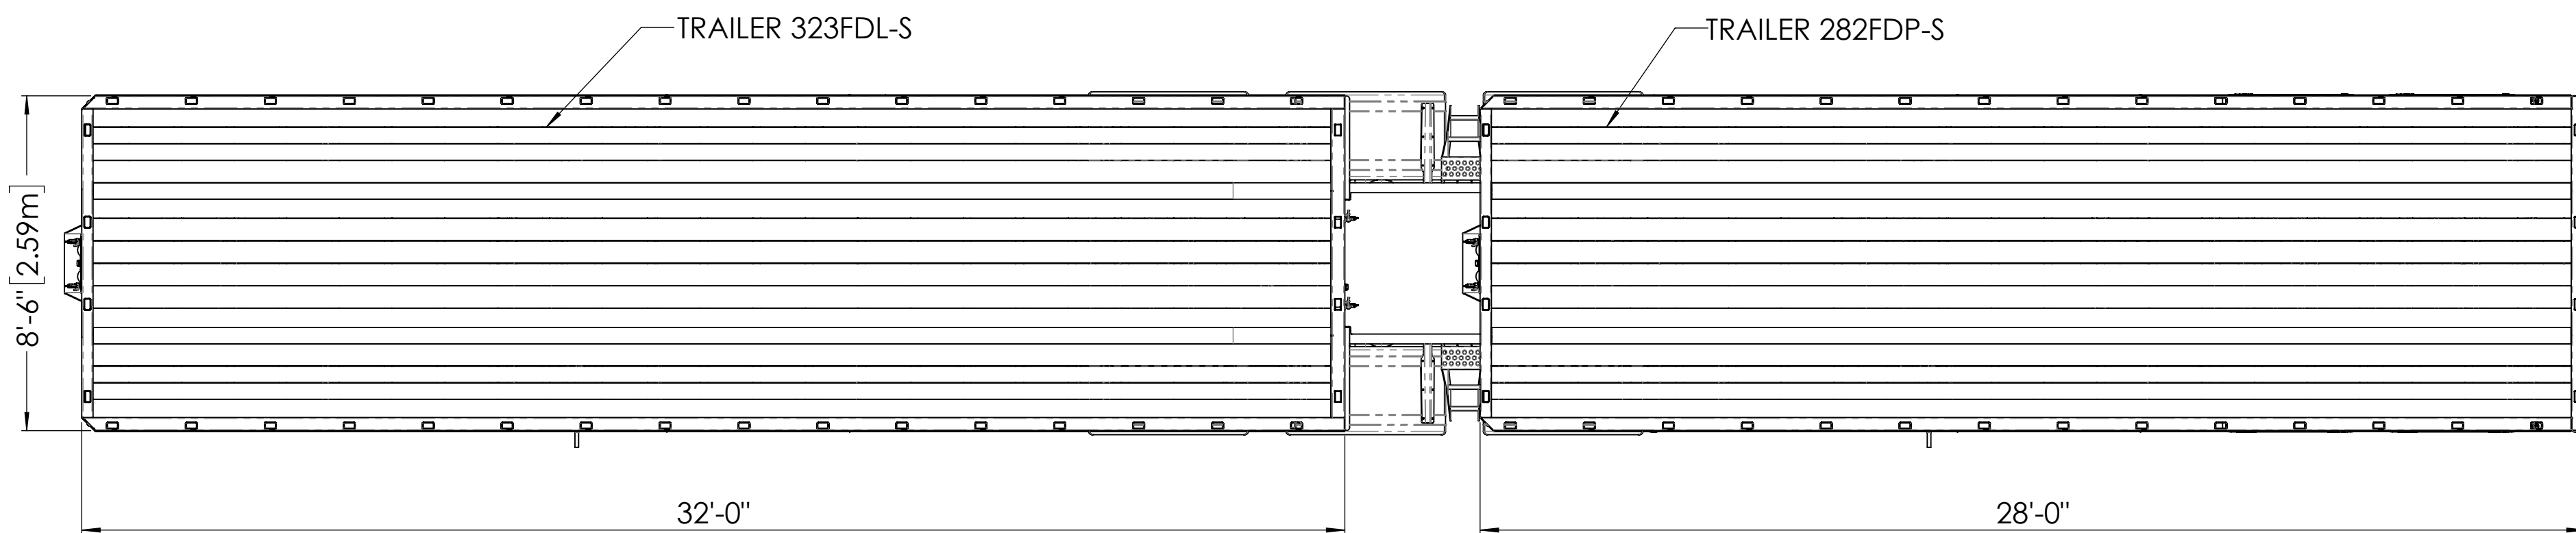 TRAILER 323FDL-S
TRAILER 282FDP-S
8'-6" [2.59m]
32'-0"
28'-0"